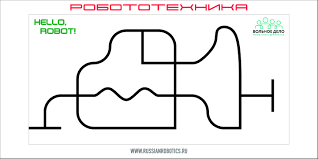 РОБОТОТЕХНИКА
HELLO,
ROBOT!
ВОЛЬНОЕ ДЕЛО
WWW.RUSSIANROBOTICS.RU